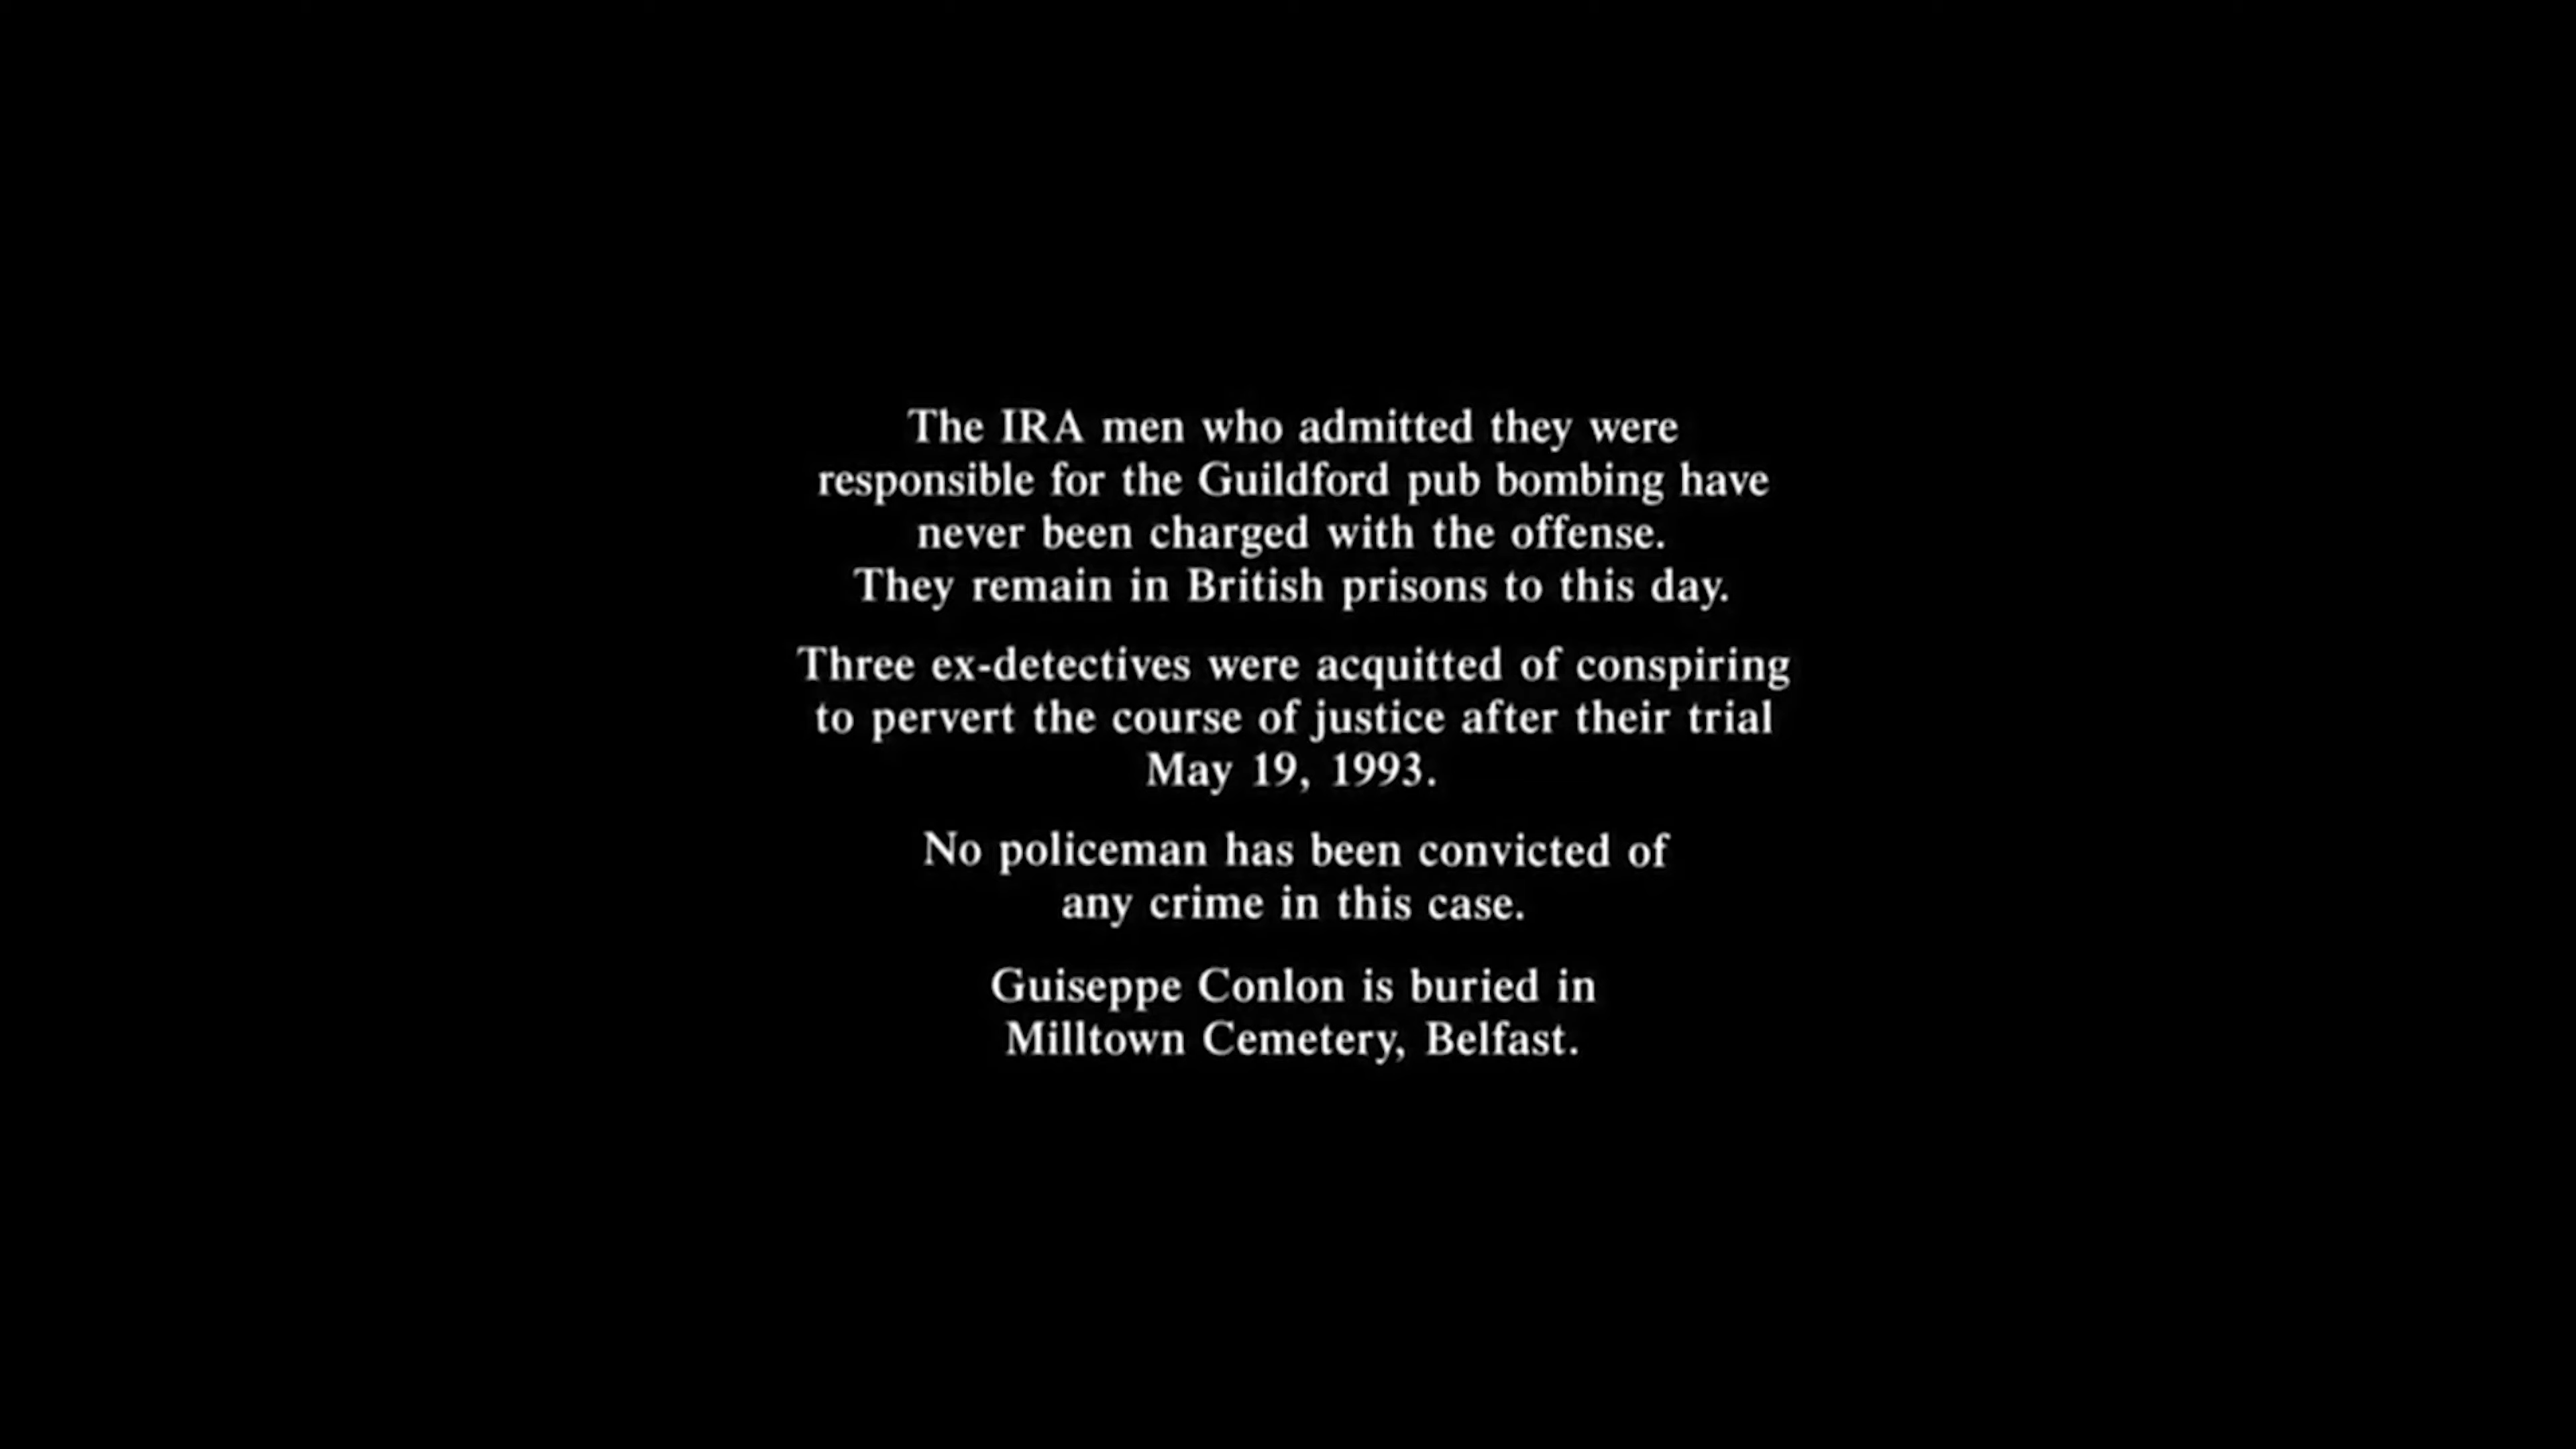 The IRA men who admitted they were
responsible for the Guildford pub bombing have
never been charged with the offense.
They remain in British prisons to this day.
Three ex-detectives were acquitted of conspiring
to pervert the course of justice after their trial
May 19, 1993.
No policeman has been convicted of
any crime in this case.
Guiseppe Conlon is buried in
Milltown Cemetery, Belfast.